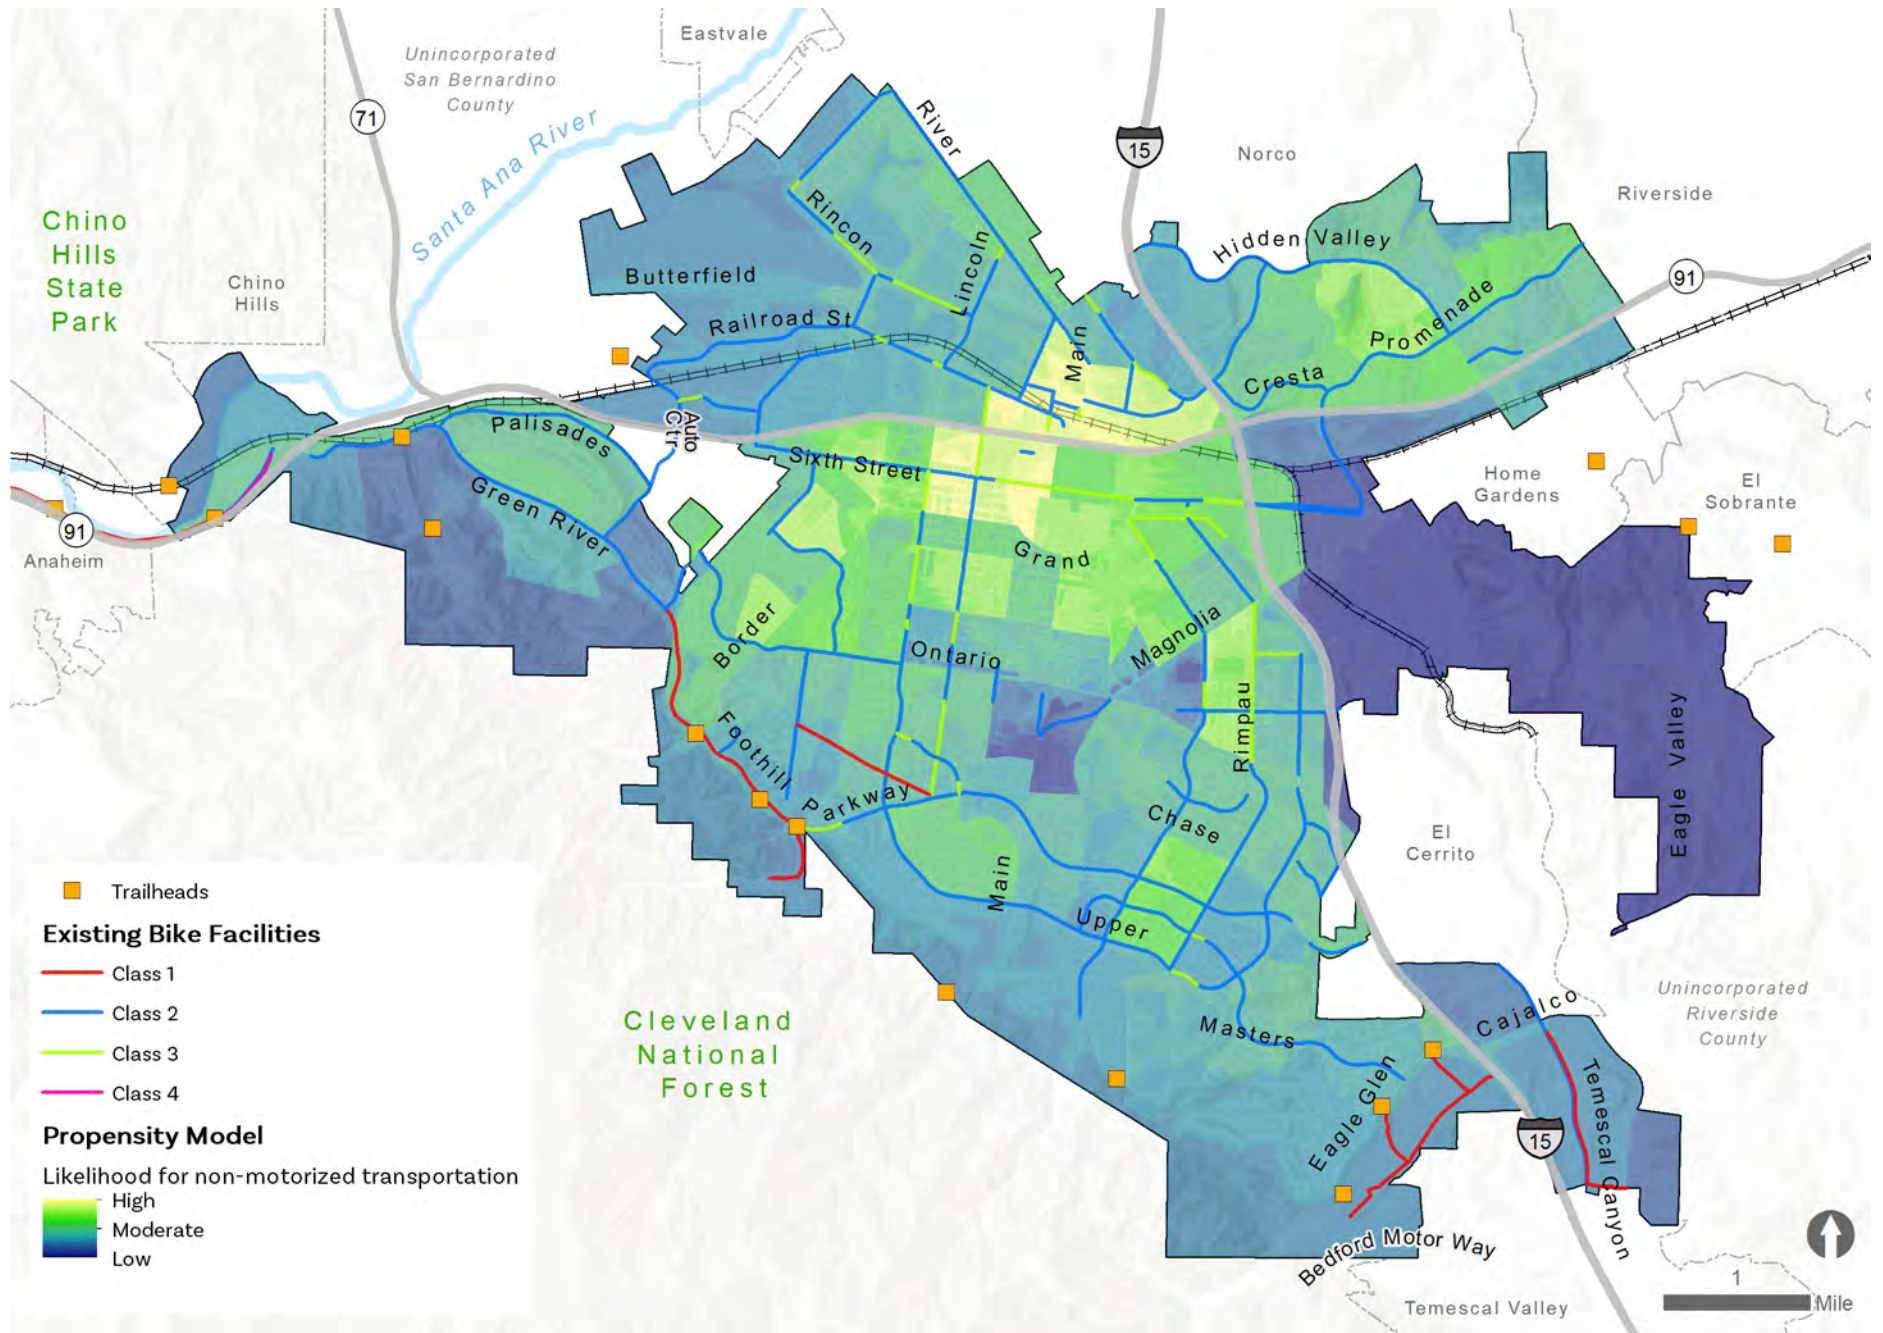 Eastvale
Unincorporated
San Bernardino
County
71
Santa Ana River
River
15
Norco
Riverside
Chino
Hills
State
Park
Chino
Hills
Rincon
Lincoln
Hidden Valley
Butterfield
91
Railroad St
Main
Promenade
Cresta
Palisades
Auto
Ctr
Sixth Street
Green River
Home
Gardens
El
Sobrante
91
Anaheim
Grand
Border
Ontario
Magnolia
Rimpau
Eagle Valley
Foothill
Parkway
Chase
El
Cerrito
Main
Upper
Trailheads
Existing Bike Facilities
Class 1
Class 2
Class 3
Class 4
Propensity Model
Likelihood for non-motorized transportation
High
Moderate
Low
Cleveland
National
Forest
Masters
Cajalco
Unincorporated
Riverside
County
Eagle Glen
Temescal Canyon
15
Bedford Motor Way
Temescal Valley
1
Mile